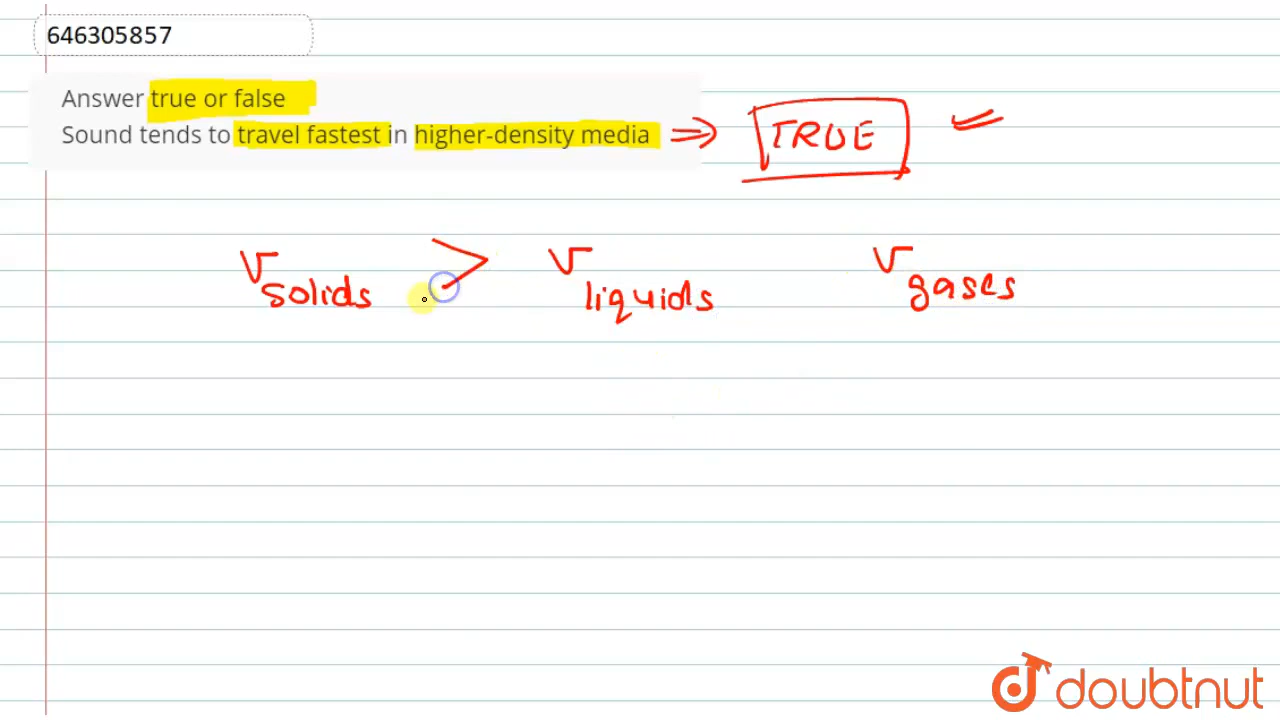 646305857
Answer true or false
Sound tends to travel fastest in higher-density media ⇒ TRUE
V solids > V liquids V gases
doubtnut